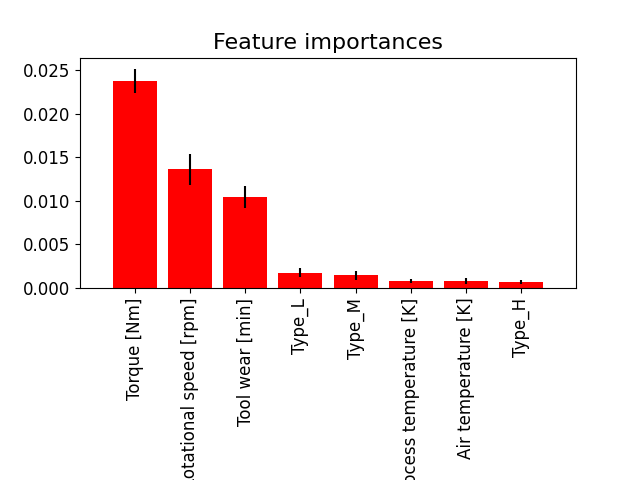 Feature importances
0.025
0.020
0.015
0.010
0.005
0.000
Torque [Nm]
otational speed [rpm]
Tool wear [min]
Type_L
Type_M
ocess temperature [K]
Air temperature [K]
Type_H